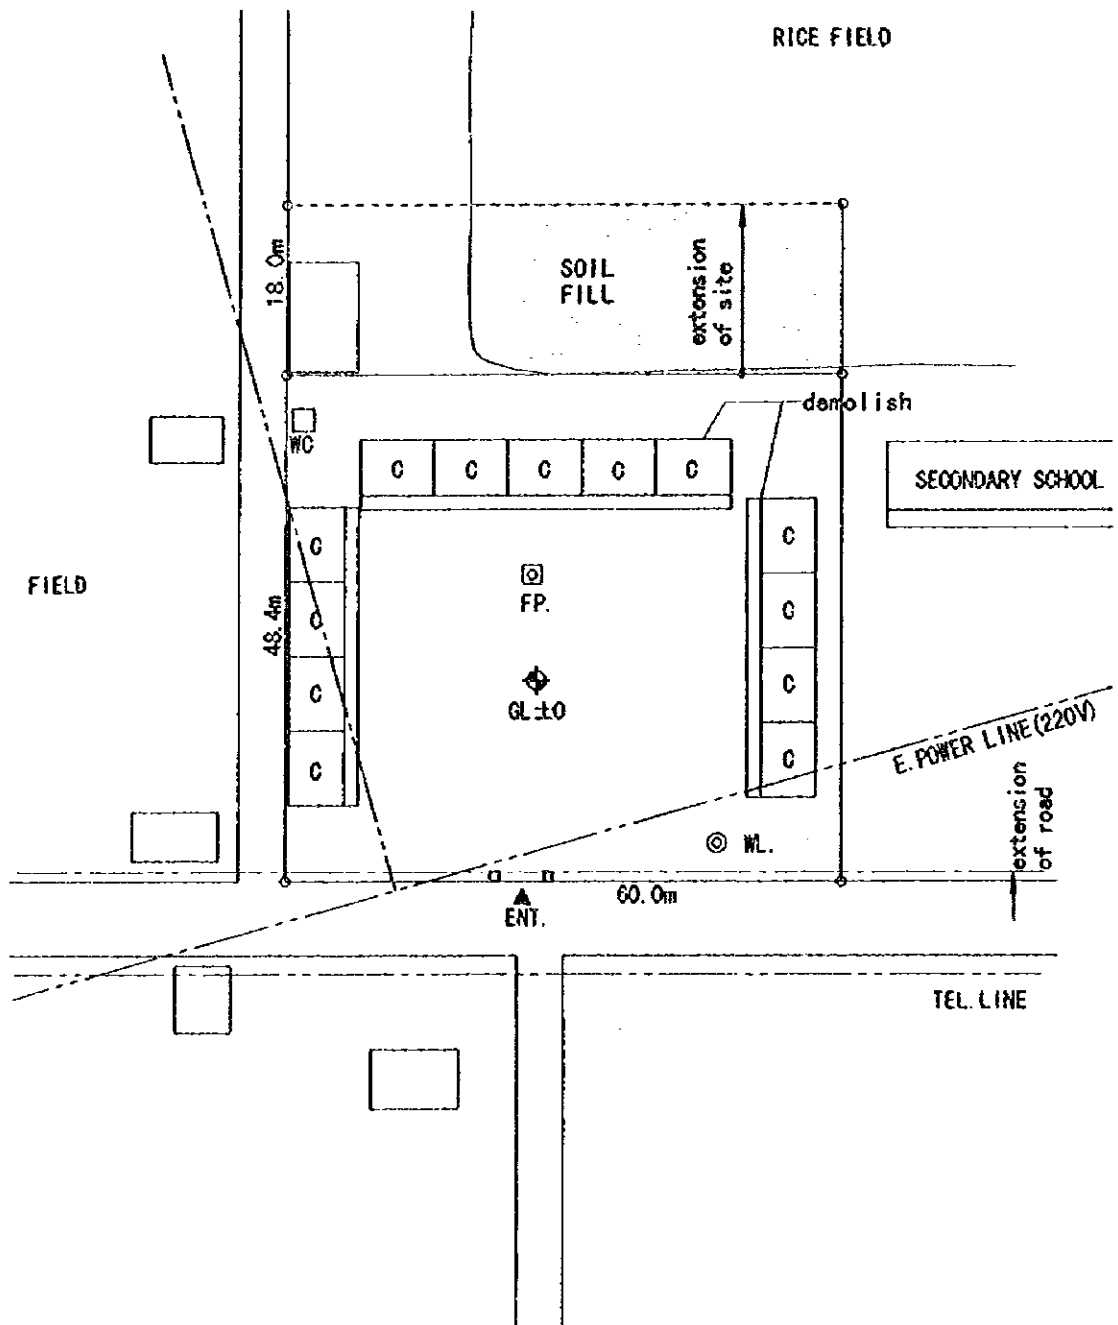 RICE FIELD
18.0m
SOIL
FILL
extension
of site
demolish
WC
C C C C C
SECONDARY SCHOOL
C
C
C
C
C
C
C
C
FIELD
48.4m
FP.
GL±0
E.POWER LINE(220V)
extension
of road
WL.
60.0m
ENT.
TEL.LINE